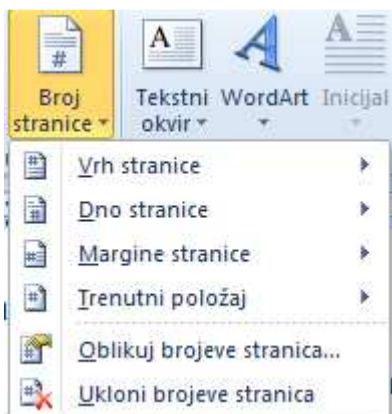 Broj stranice
Tekstni okvir
WordArt
Inicijal
Vrh stranice
Dno stranice
Margine stranice
Trenutni položaj
Oblikuj brojeve stranica...
Ukloni brojeve stranica